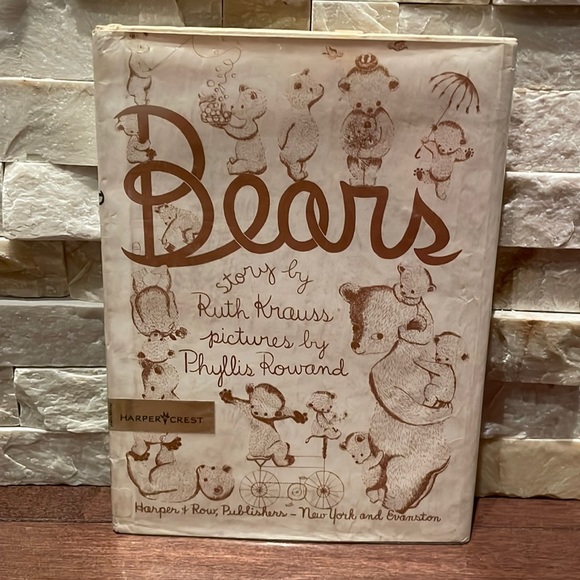 Bears
story by
Ruth Krauss
pictures by
Phyllis Rowand
HARPER CREST
Harper & Row, Publishers – New York and Evanston